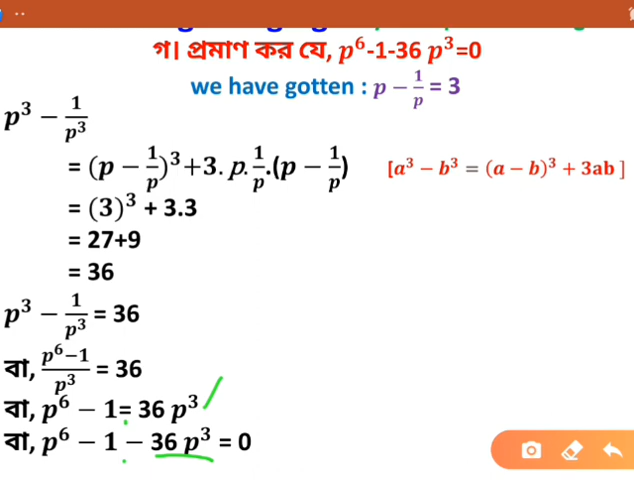 গ। প্রমাণ কর যে, p⁶-1-36 p³=0
we have gotten : p − 1/p = 3
p³ − 1/p³
= (p − 1/p)³+3. p.1/p.(p − 1/p) [a³ − b³ = (a − b)³ + 3ab ]
= (3)³ + 3.3
= 27+9
= 36
p³ − 1/p³ = 36
বা, (p⁶−1)/p³ = 36
বা, p⁶ − 1= 36 p³
বা, p⁶ − 1 − 36 p³ = 0